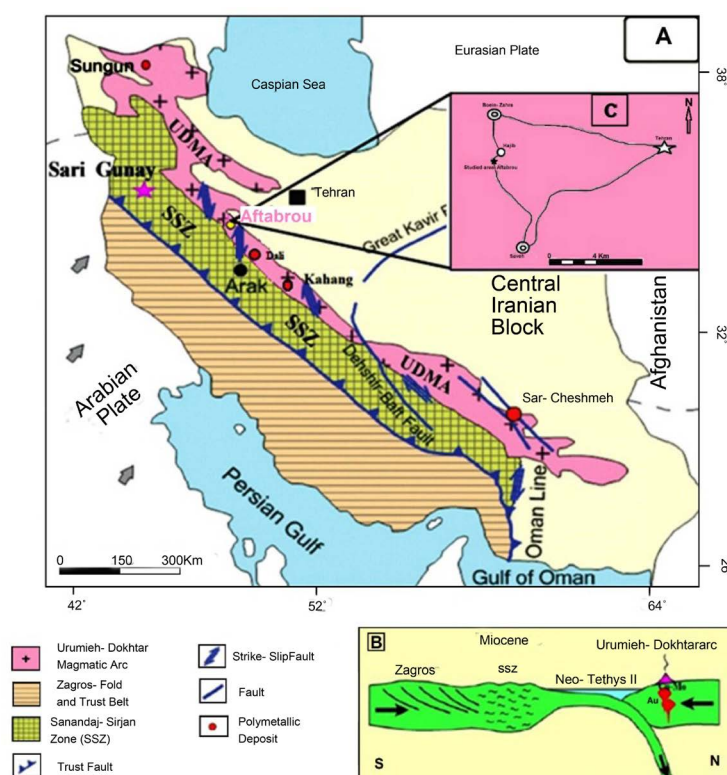 A
Eurasian Plate
38°
Sungun
Caspian Sea
C
N
Tehran
Hajib
Studied area- Aftabrou
Saveh
0 4 Km
UDMA
Sari Gunay
SSZ
"Tehran
Aftabrou
Great Kavir
Dali
Arak
Kahang
Central
Iranian
Block
Afghanistan
32°
SSZ
UDMA
Dehshir-Baft Fault
Sar- Cheshmeh
Arabian
Plate
Persian Gulf
Oman Line
Gulf of Oman
0 150 300Km
42°
52°
64°
Urumieh- Dokhtar
Magmatic Arc
Zagros- Fold
and Trust Belt
Sanandaj- Sirjan
Zone (SSZ)
Trust Fault
Strike- SlipFault
Fault
Polymetallic
Deposit
B
Miocene
Urumieh- Dokhtararc
Zagros
ssz
Neo- Tethys II
Au
S
N